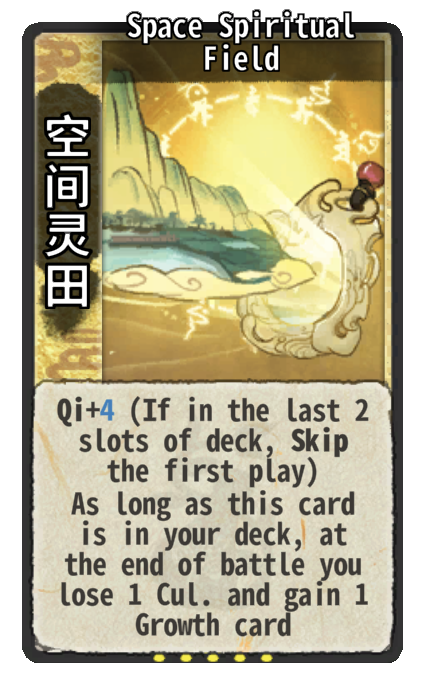 Space Spiritual
Field
空间灵田
Qi+4 (If in the last 2
slots of deck, Skip
the first play)
As long as this card
is in your deck, at
the end of battle you
lose 1 Cul. and gain 1
Growth card